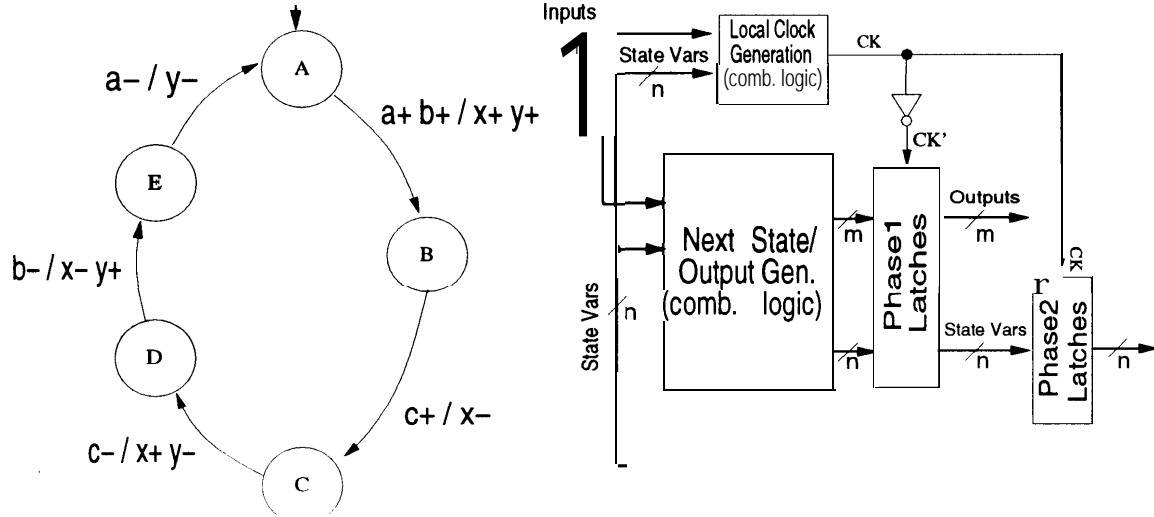 A
a– / y–
a+ b+ / x+ y+
E
B
b– / x– y+
D
c+ / x–
c– / x+ y–
C
Inputs
1
State Vars
n
Local Clock
Generation
(comb. logic)
CK
CK'
Next State/
Output Gen.
(comb. logic)
m
n
Phase1
Latches
Outputs
m
State Vars
n
CK
r
Phase2
Latches
n
State Vars
n